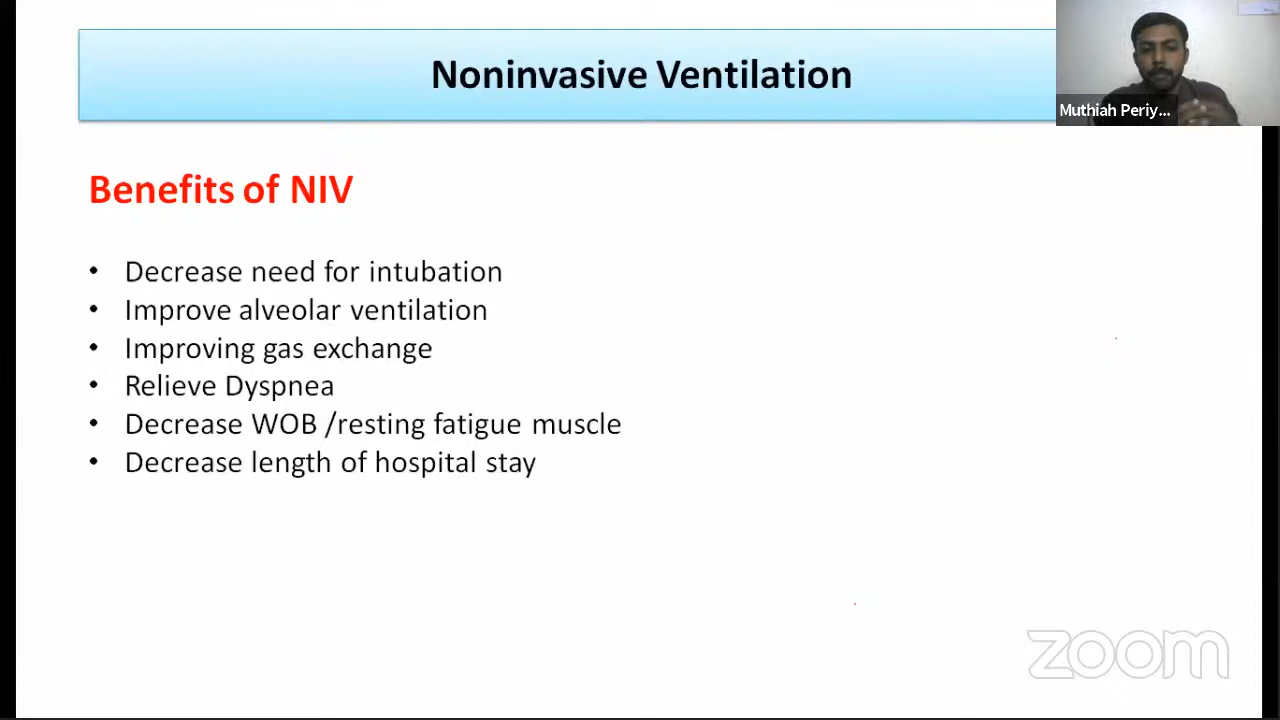 Noninvasive Ventilation
Muthiah Periy...
Benefits of NIV
• Decrease need for intubation
• Improve alveolar ventilation
• Improving gas exchange
• Relieve Dyspnea
• Decrease WOB /resting fatigue muscle
• Decrease length of hospital stay
zoom